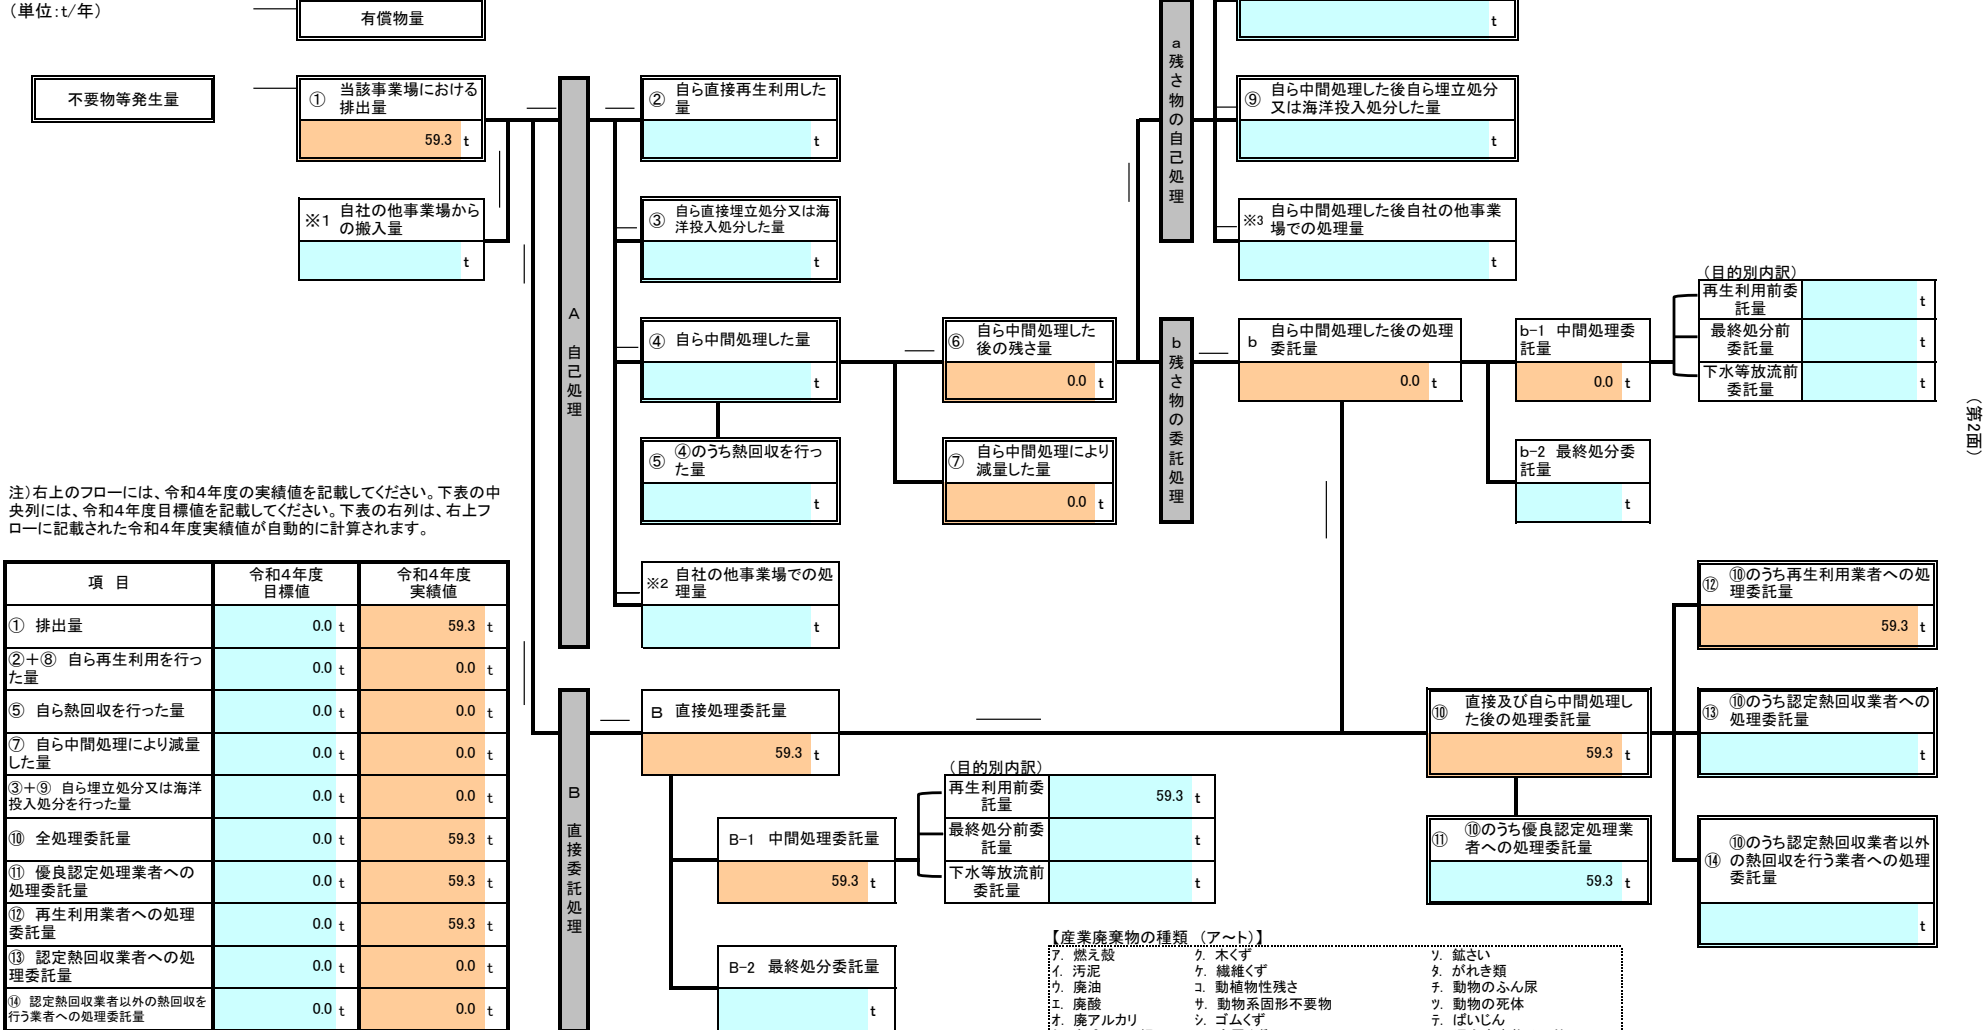 （単位:t/年）
有償物量
t
不要物等発生量
① 当該事業場における
排出量
59.3 t
② 自ら直接再生利用した
量
t
⑨ 自ら中間処理した後自ら埋立処分
又は海洋投入処分した量
t
a 残さ物の自己処理
※1 自社の他事業場から
の搬入量
t
③ 自ら直接埋立処分又は海
洋投入処分した量
t
※3 自ら中間処理した後自社の他事業
場での処理量
t
A 自己処理
④ 自ら中間処理した量
t
⑥ 自ら中間処理した
後の残さ量
0.0 t
b 残さ物の委託処理
b 自ら中間処理した後の処理
委託量
0.0 t
b-1 中間処理委
託量
0.0 t
（目的別内訳）
再生利用前委
託量
t
最終処分前
委託量
t
下水等放流前
委託量
t
（第2面）
⑤ ④のうち熱回収を行っ
た量
t
⑦ 自ら中間処理により
減量した量
0.0 t
b-2 最終処分委
託量
t
注）右上のフローには、令和4年度の実績値を記載してください。下表の中
央列には、令和4年度目標値を記載してください。下表の右列は、右上フ
ローに記載された令和4年度実績値が自動的に計算されます。
※2 自社の他事業場での処
理量
t
⑫ ⑩のうち再生利用業者への処
理委託量
59.3 t
項 目 令和4年度
目標値 令和4年度
実績値
① 排出量 0.0 t 59.3 t
②+⑧ 自ら再生利用を行っ
た量 0.0 t 0.0 t
⑤ 自ら熱回収を行った量 0.0 t 0.0 t
⑦ 自ら中間処理により減量
した量 0.0 t 0.0 t
③+⑨ 自ら埋立処分又は海洋
投入処分を行った量 0.0 t 0.0 t
⑩ 全処理委託量 0.0 t 59.3 t
⑪ 優良認定処理業者への
処理委託量 0.0 t 59.3 t
⑫ 再生利用業者への処理
委託量 0.0 t 59.3 t
⑬ 認定熱回収業者への処
理委託量 0.0 t 0.0 t
⑭ 認定熱回収業者以外の熱回収を
行う業者への処理委託量 0.0 t 0.0 t
B 直接委託処理
B 直接処理委託量
59.3 t
⑩ 直接及び自ら中間処理し
た後の処理委託量
59.3 t
⑬ ⑩のうち認定熱回収業者への
処理委託量
t
（目的別内訳）
再生利用前委
託量
59.3 t
最終処分前委
託量
t
下水等放流前
委託量
t
B-1 中間処理委託量
59.3 t
⑪ ⑩のうち優良認定処理業
者への処理委託量
59.3 t
⑭ ⑩のうち認定熱回収業者以外
の熱回収を行う業者への処理
委託量
t
B-2 最終処分委託量
t
【産業廃棄物の種類 （ア～ト）】
ア. 燃え殻 ク. 木くず ソ. 鉱さい
イ. 汚泥 ケ. 繊維くず タ. がれき類
ウ. 廃油 コ. 動植物性残さ チ. 動物のふん尿
エ. 廃酸 サ. 動物系固形不要物 ツ. 動物の死体
オ. 廃アルカリ シ. ゴムくず テ. ばいじん